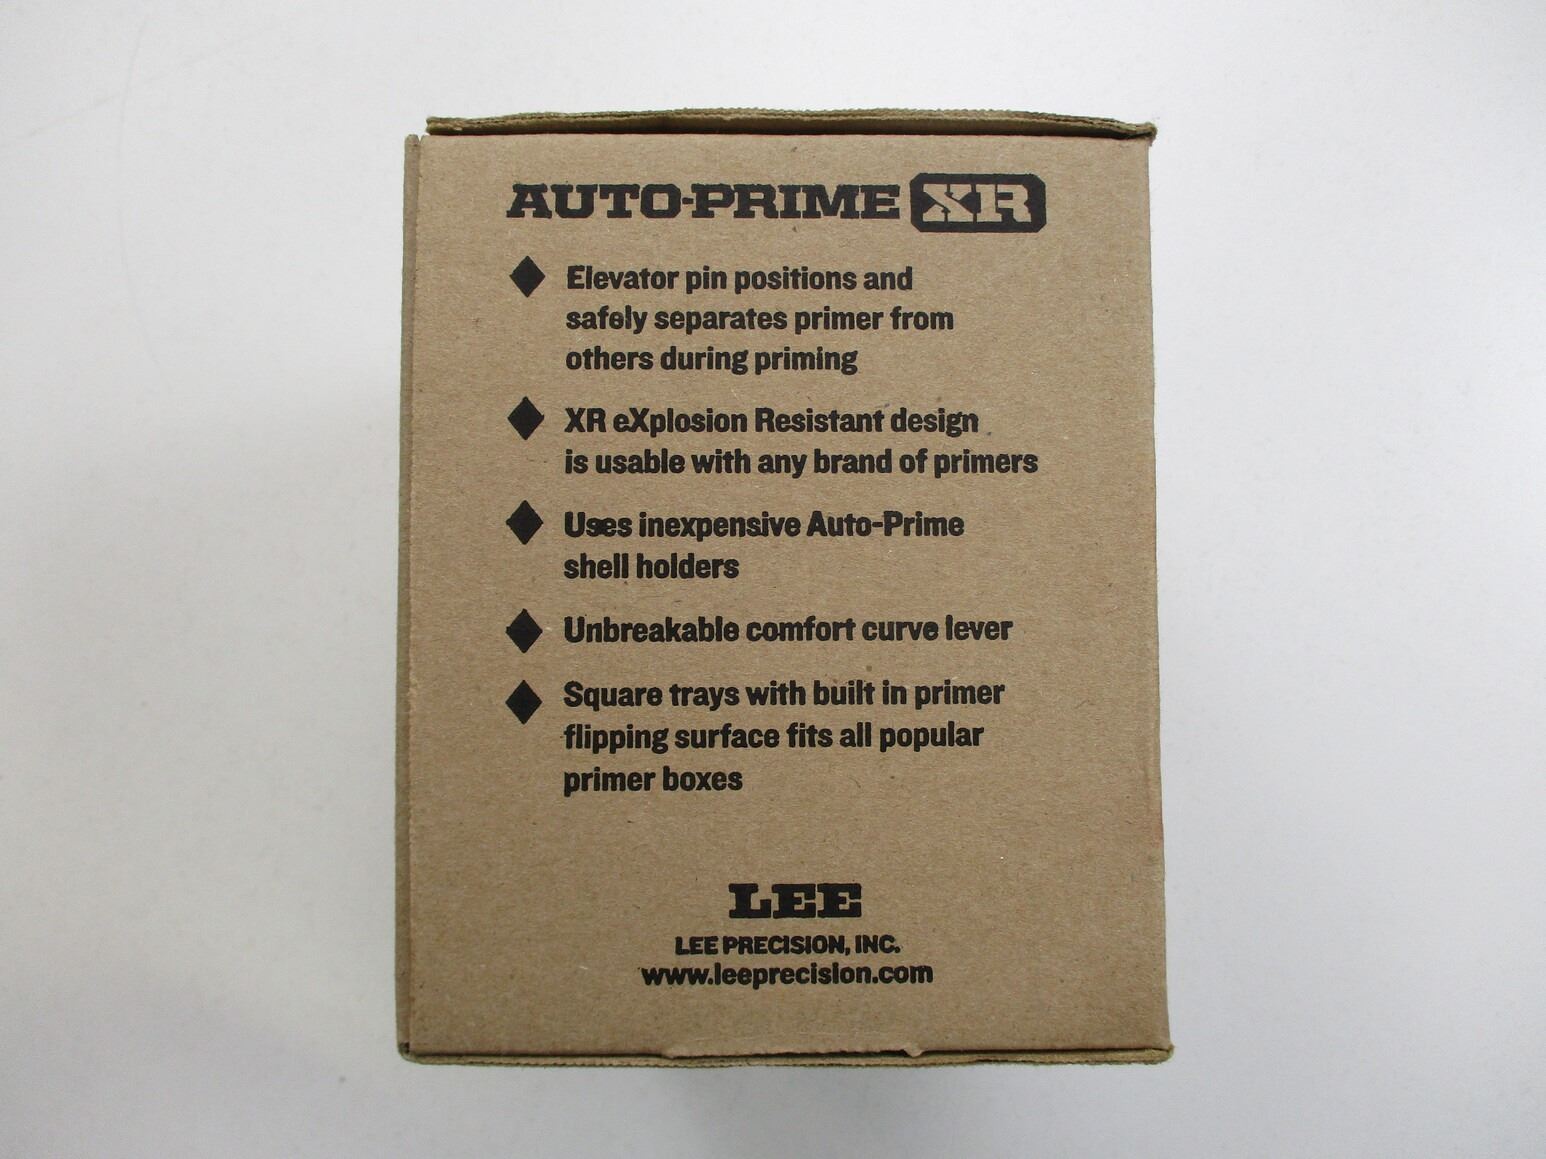 AUTO-PRIME XR
Elevator pin positions and
safely separates primer from
others during priming
XR eXplosion Resistant design
is usable with any brand of primers
Uses inexpensive Auto-Prime
shell holders
Unbreakable comfort curve lever
Square trays with built in primer
flipping surface fits all popular
primer boxes
LEE
LEE PRECISION, INC.
www.leeprecision.com